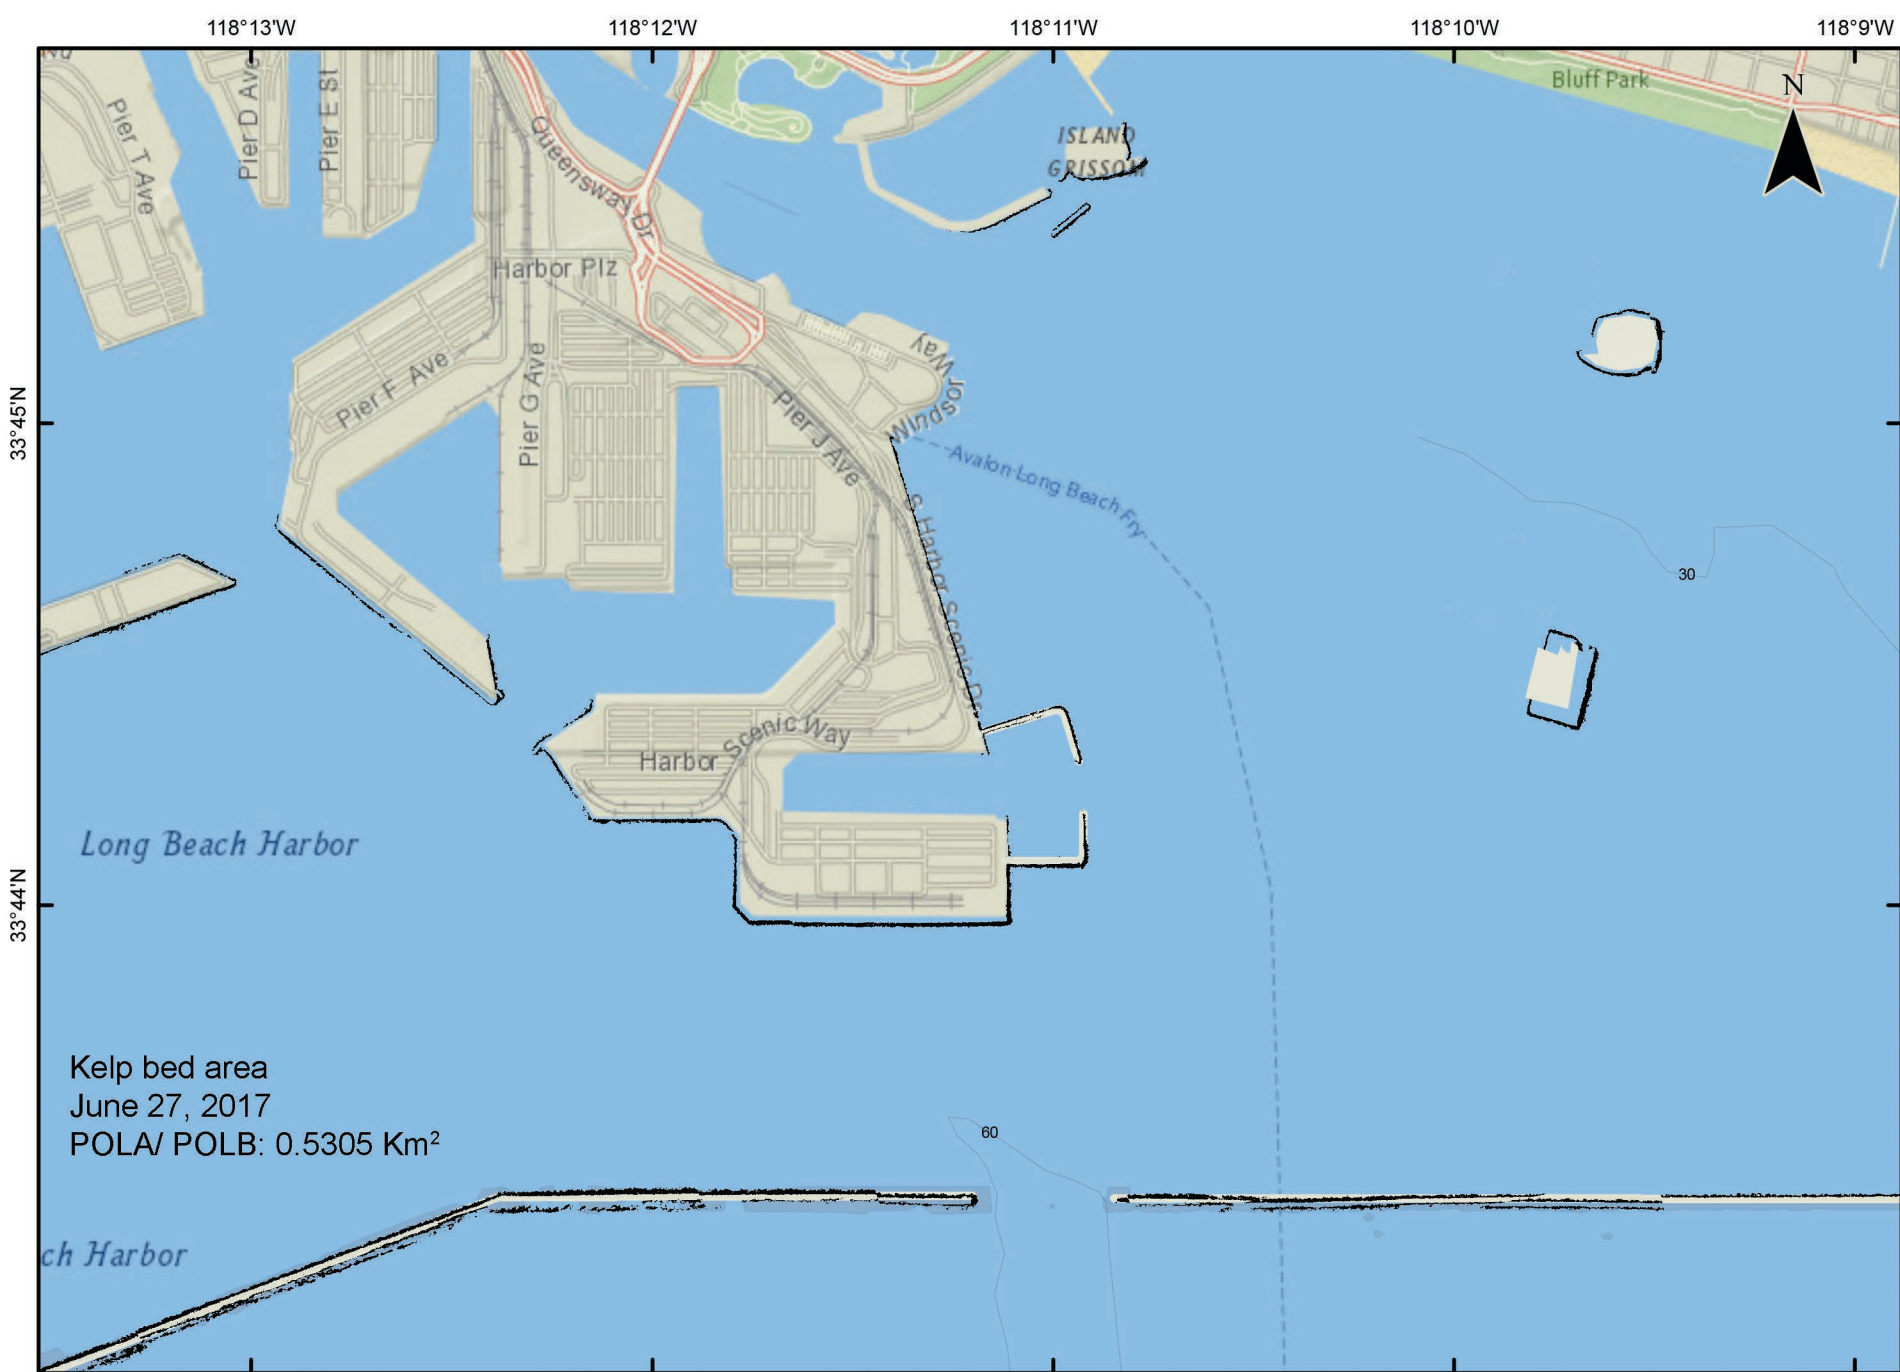 118°13'W 118°12'W 118°11'W 118°10'W 118°9'W
Bluff Park
N
Pier T Ave
Pier D Ave
Pier E St
Queensway Dr
ISLAND
GRISSOM
Harbor Plz
Pier F Ave
Pier G Ave
Pier J Ave
Windsor Way
33°45'N
Avalon Long Beach Fry
S Harbor Scenic Dr
30
Harbor Scenic Way
Long Beach Harbor
33°44'N
Kelp bed area
June 27, 2017
POLA/ POLB: 0.5305 Km²
60
ch Harbor